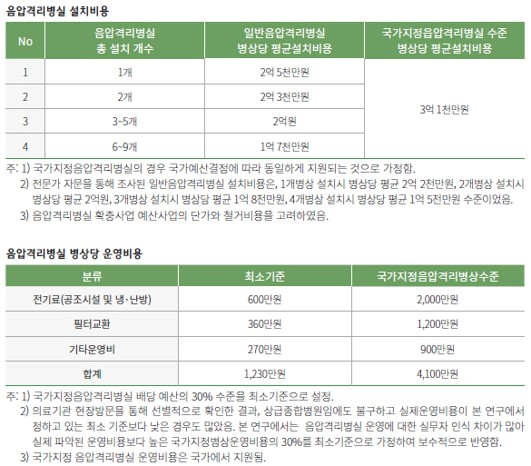 음압격리병실 설치비용
No 음압격리병실 총 설치 개수 일반음압격리병실 병상당 평균설치비용 국가지정음압격리병실 수준 병상당 평균설치비용
1 1개 2억 5천만원 3억 1천만원
2 2개 2억 3천만원
3 3~5개 2억원
4 6~9개 1억 7천만원
주: 1) 국가지정음압격리병실의 경우 국가예산결정에 따라 동일하게 지원되는 것으로 가정함.
2) 전문가 자문을 통해 조사된 일반음압격리병실 설치비용은, 1개병상 설치시 병상당 평균 2억 2천만원, 2개병상 설치시
병상당 평균 2억원, 3개병상 설치시 병상당 평균 1억 8천만원, 4개병상 설치시 병상당 평균 1억 5천만원 수준이었음.
3) 음압격리병실 확충사업 예산사업의 단가와 철거비용을 고려하였음.
음압격리병실 병상당 운영비용
분류 최소기준 국가지정음압격리병상수준
전기료(공조시설 및 냉·난방) 600만원 2,000만원
필터교환 360만원 1,200만원
기타운영비 270만원 900만원
합계 1,230만원 4,100만원
주: 1) 국가지정음압격리병상 배당 예산의 30% 수준을 최소기준으로 설정.
2) 의료기관 현장방문을 통해 선별적으로 확인한 결과, 상급종합병원임에도 불구하고 실제운영비용이 본 연구에서
정하고 있는 최소 기준보다 낮은 경우도 많았음. 본 연구에서는 음압격리병실 운영에 대한 실무자 인식 차이가 많아
실제 파악된 운영비용보다 높은 국가지정병상운영비용의 30%를 최소기준으로 가정하여 보수적으로 반영함.
3) 국가지정 음압격리병실 운영비용은 국가에서 지원됨.